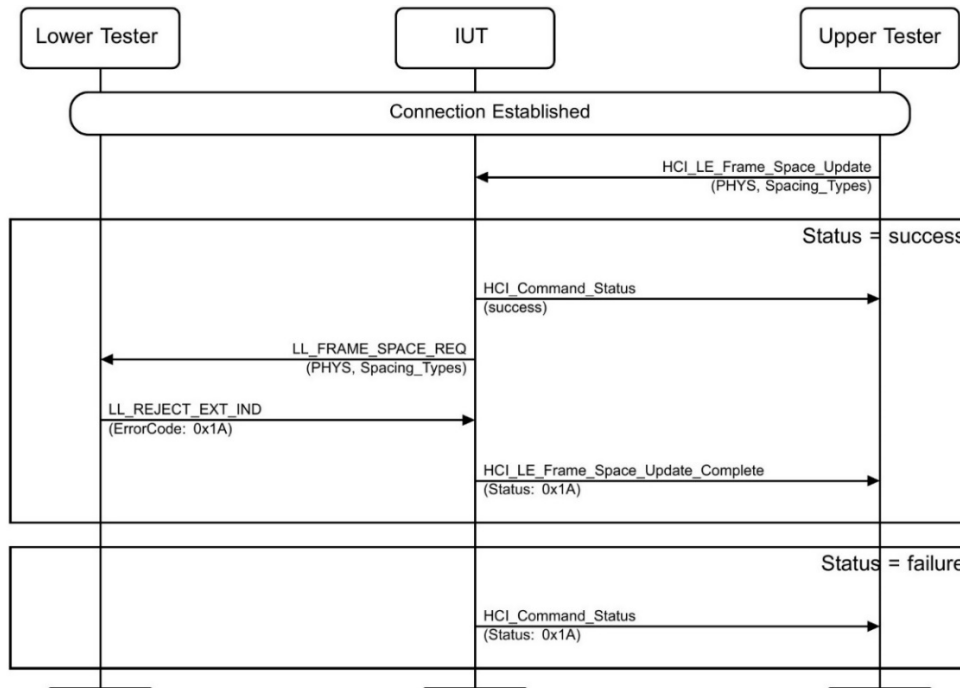 Lower Tester
IUT
Upper Tester
Connection Established
HCI_LE_Frame_Space_Update
(PHYS, Spacing_Types)
Status = success
HCI_Command_Status
(success)
LL_FRAME_SPACE_REQ
(PHYS, Spacing_Types)
LL_REJECT_EXT_IND
(ErrorCode: 0x1A)
HCI_LE_Frame_Space_Update_Complete
(Status: 0x1A)
Status = failure
HCI_Command_Status
(Status: 0x1A)